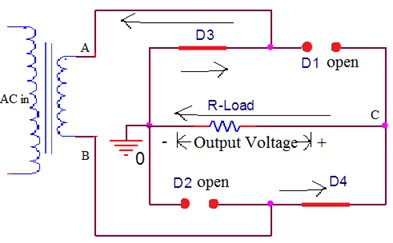 A
D3
D1 open
AC in
R-Load
C
- Output Voltage +
B
0
D2 open
D4